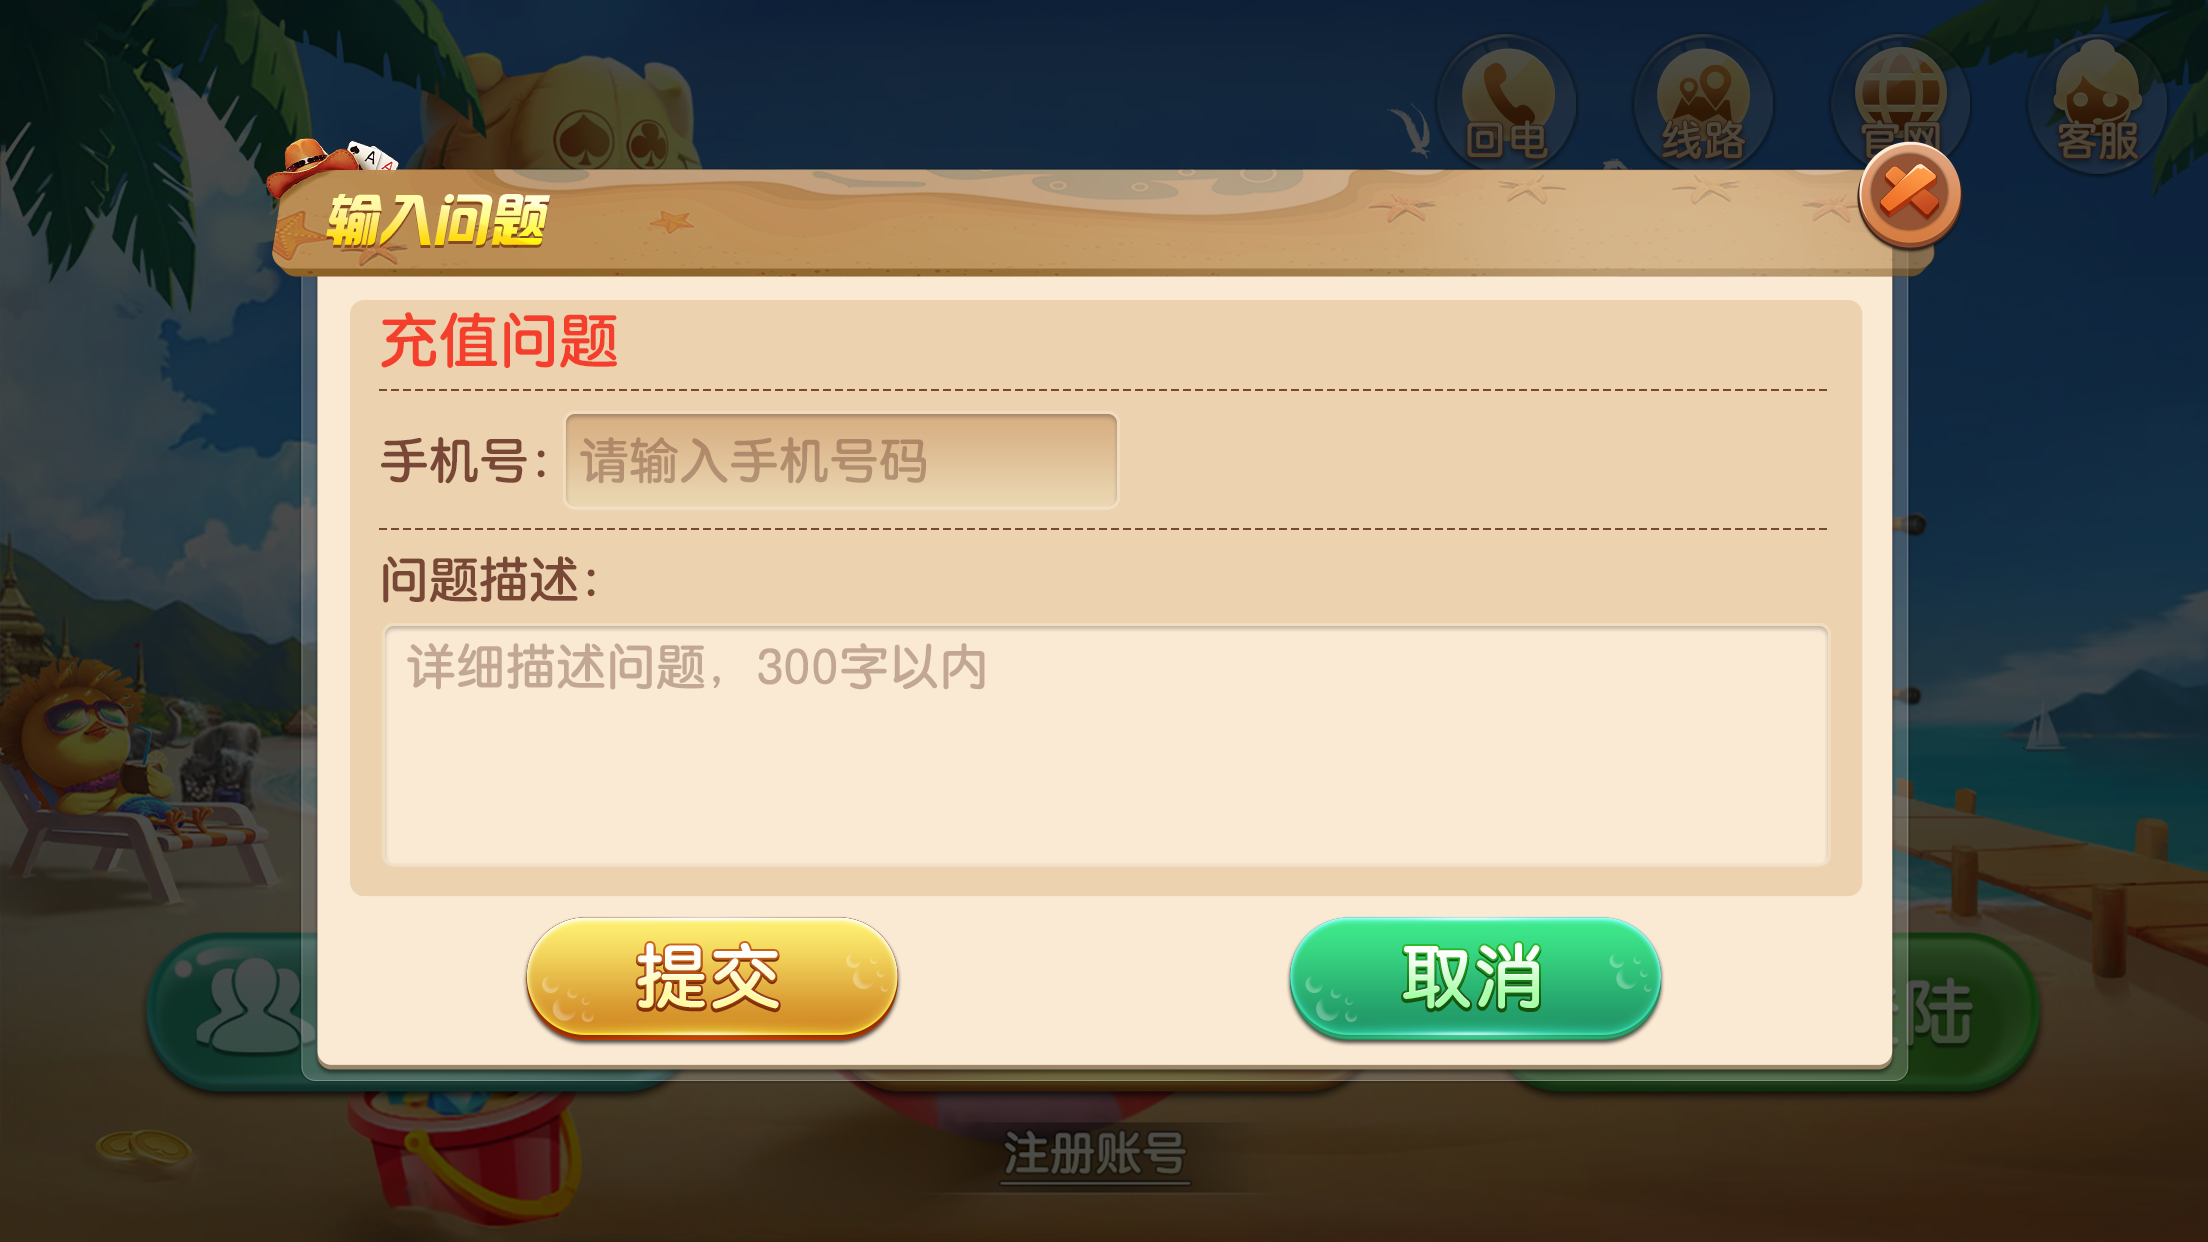 回电
线路
官网
客服
A
A
输入问题
充值问题
手机号：
请输入手机号码
问题描述：
详细描述问题，300字以内
提交
取消
陆
注册账号